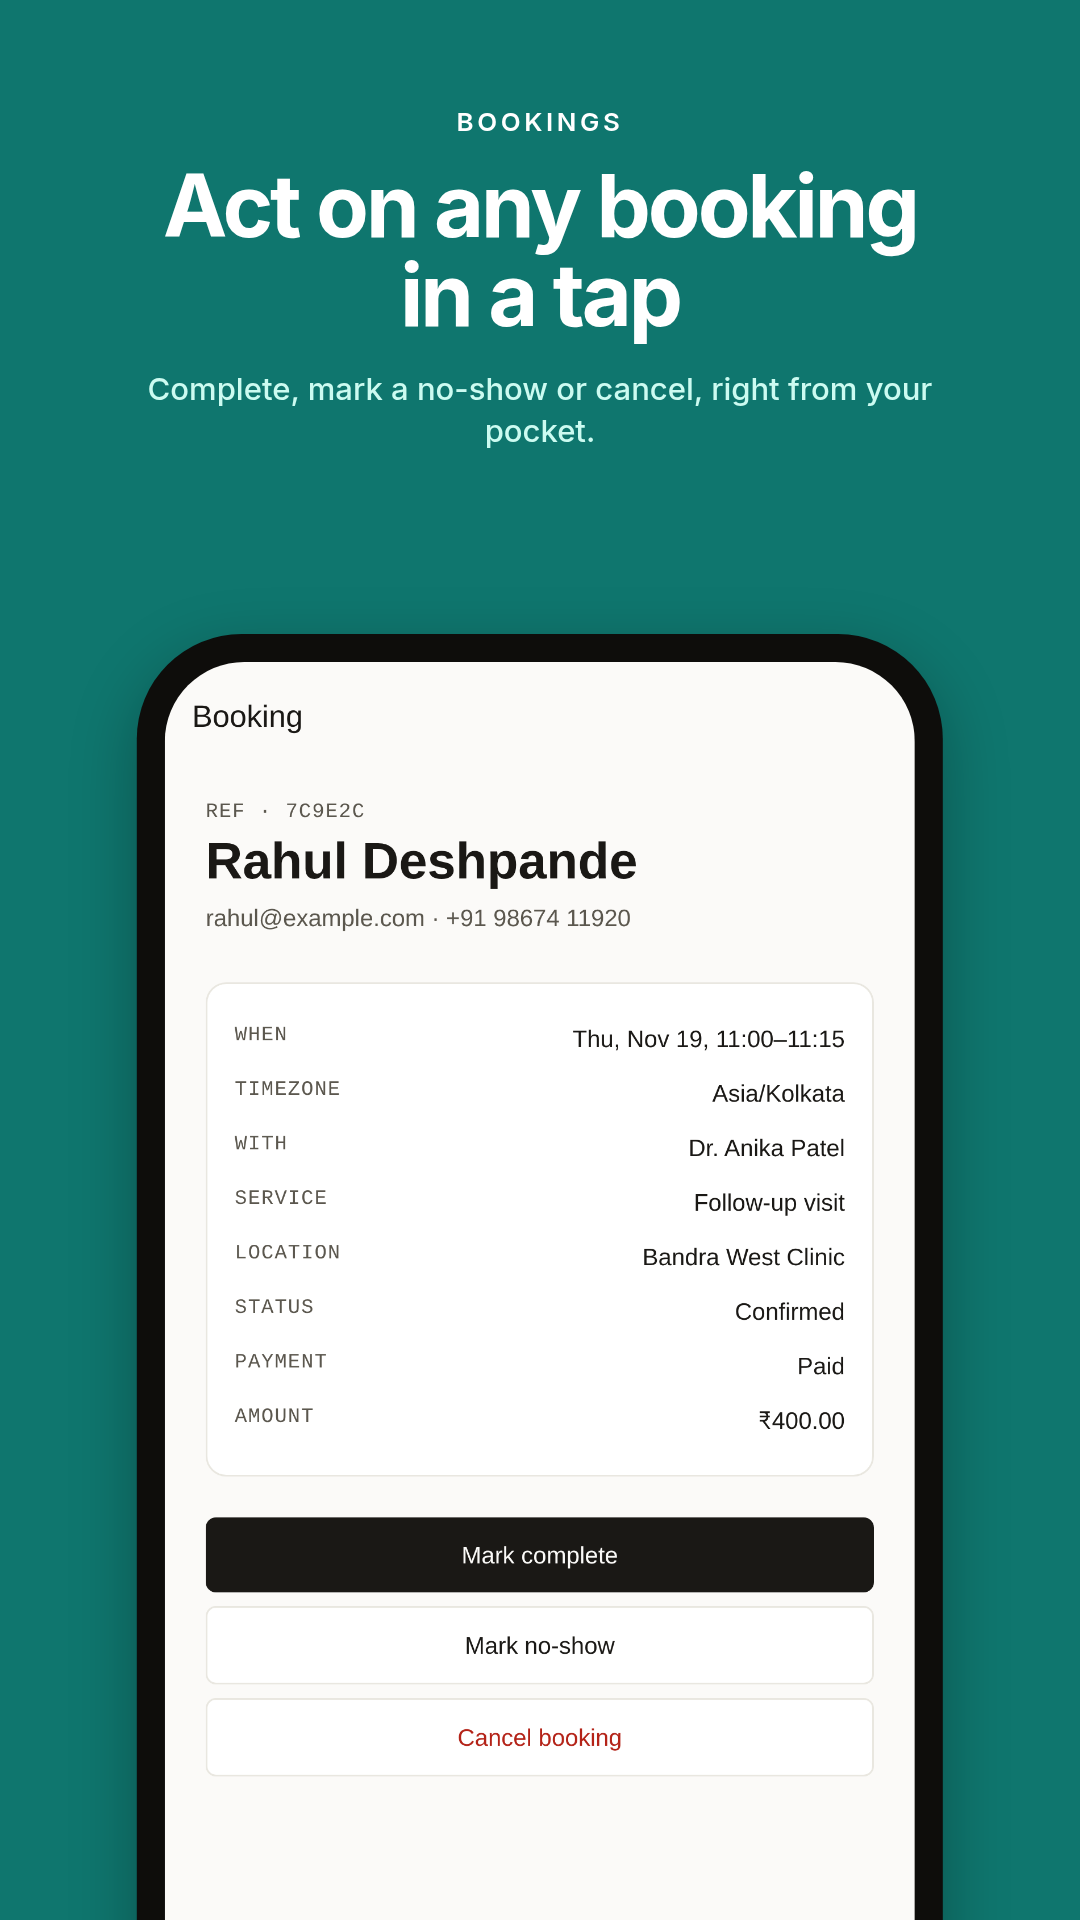 BOOKINGS
Act on any booking
in a tap
Complete, mark a no-show or cancel, right from your
pocket.
Booking
REF · 7C9E2C
Rahul Deshpande
rahul@example.com · +91 98674 11920
WHEN Thu, Nov 19, 11:00–11:15
TIMEZONE Asia/Kolkata
WITH Dr. Anika Patel
SERVICE Follow-up visit
LOCATION Bandra West Clinic
STATUS Confirmed
PAYMENT Paid
AMOUNT ₹400.00
Mark complete
Mark no-show
Cancel booking